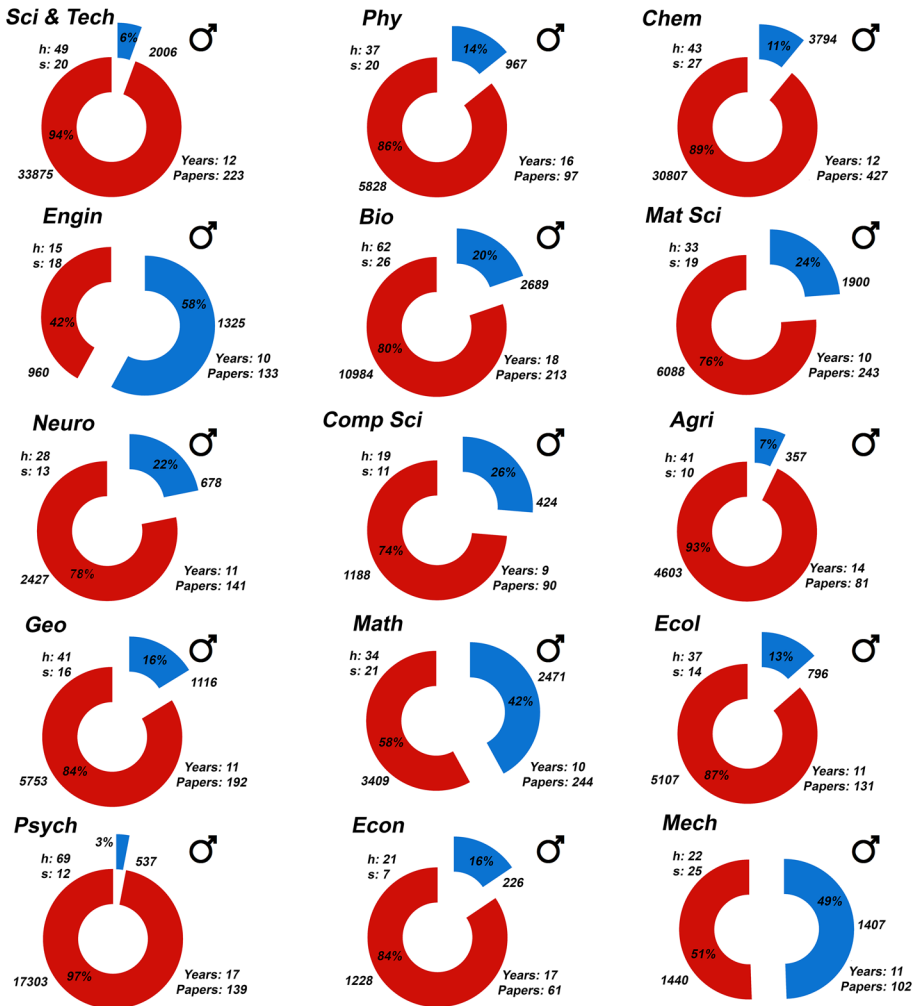 Sci & Tech
h: 49
s: 20
6%
2006
94%
33875
Years: 12
Papers: 223
Phy
h: 37
s: 20
14%
967
86%
5828
Years: 16
Papers: 97
Chem
h: 43
s: 27
11%
3794
89%
30807
Years: 12
Papers: 427
Engin
h: 15
s: 18
58%
42%
1325
960
Years: 10
Papers: 133
Bio
h: 62
s: 26
20%
2689
80%
10984
Years: 18
Papers: 213
Mat Sci
h: 33
s: 19
24%
1900
76%
6088
Years: 10
Papers: 243
Neuro
h: 28
s: 13
22%
678
78%
2427
Years: 11
Papers: 141
Comp Sci
h: 19
s: 11
26%
424
74%
1188
Years: 9
Papers: 90
Agri
h: 41
s: 10
7%
357
93%
4603
Years: 14
Papers: 81
Geo
h: 41
s: 16
16%
1116
84%
5753
Years: 11
Papers: 192
Math
h: 34
s: 21
2471
42%
58%
3409
Years: 10
Papers: 244
Ecol
h: 37
s: 14
13%
796
87%
5107
Years: 11
Papers: 131
Psych
3%
h: 69
s: 12
537
97%
17303
Years: 17
Papers: 139
Econ
h: 21
s: 7
16%
226
84%
1228
Years: 17
Papers: 61
Mech
h: 22
s: 25
49%
1407
51%
1440
Years: 11
Papers: 102